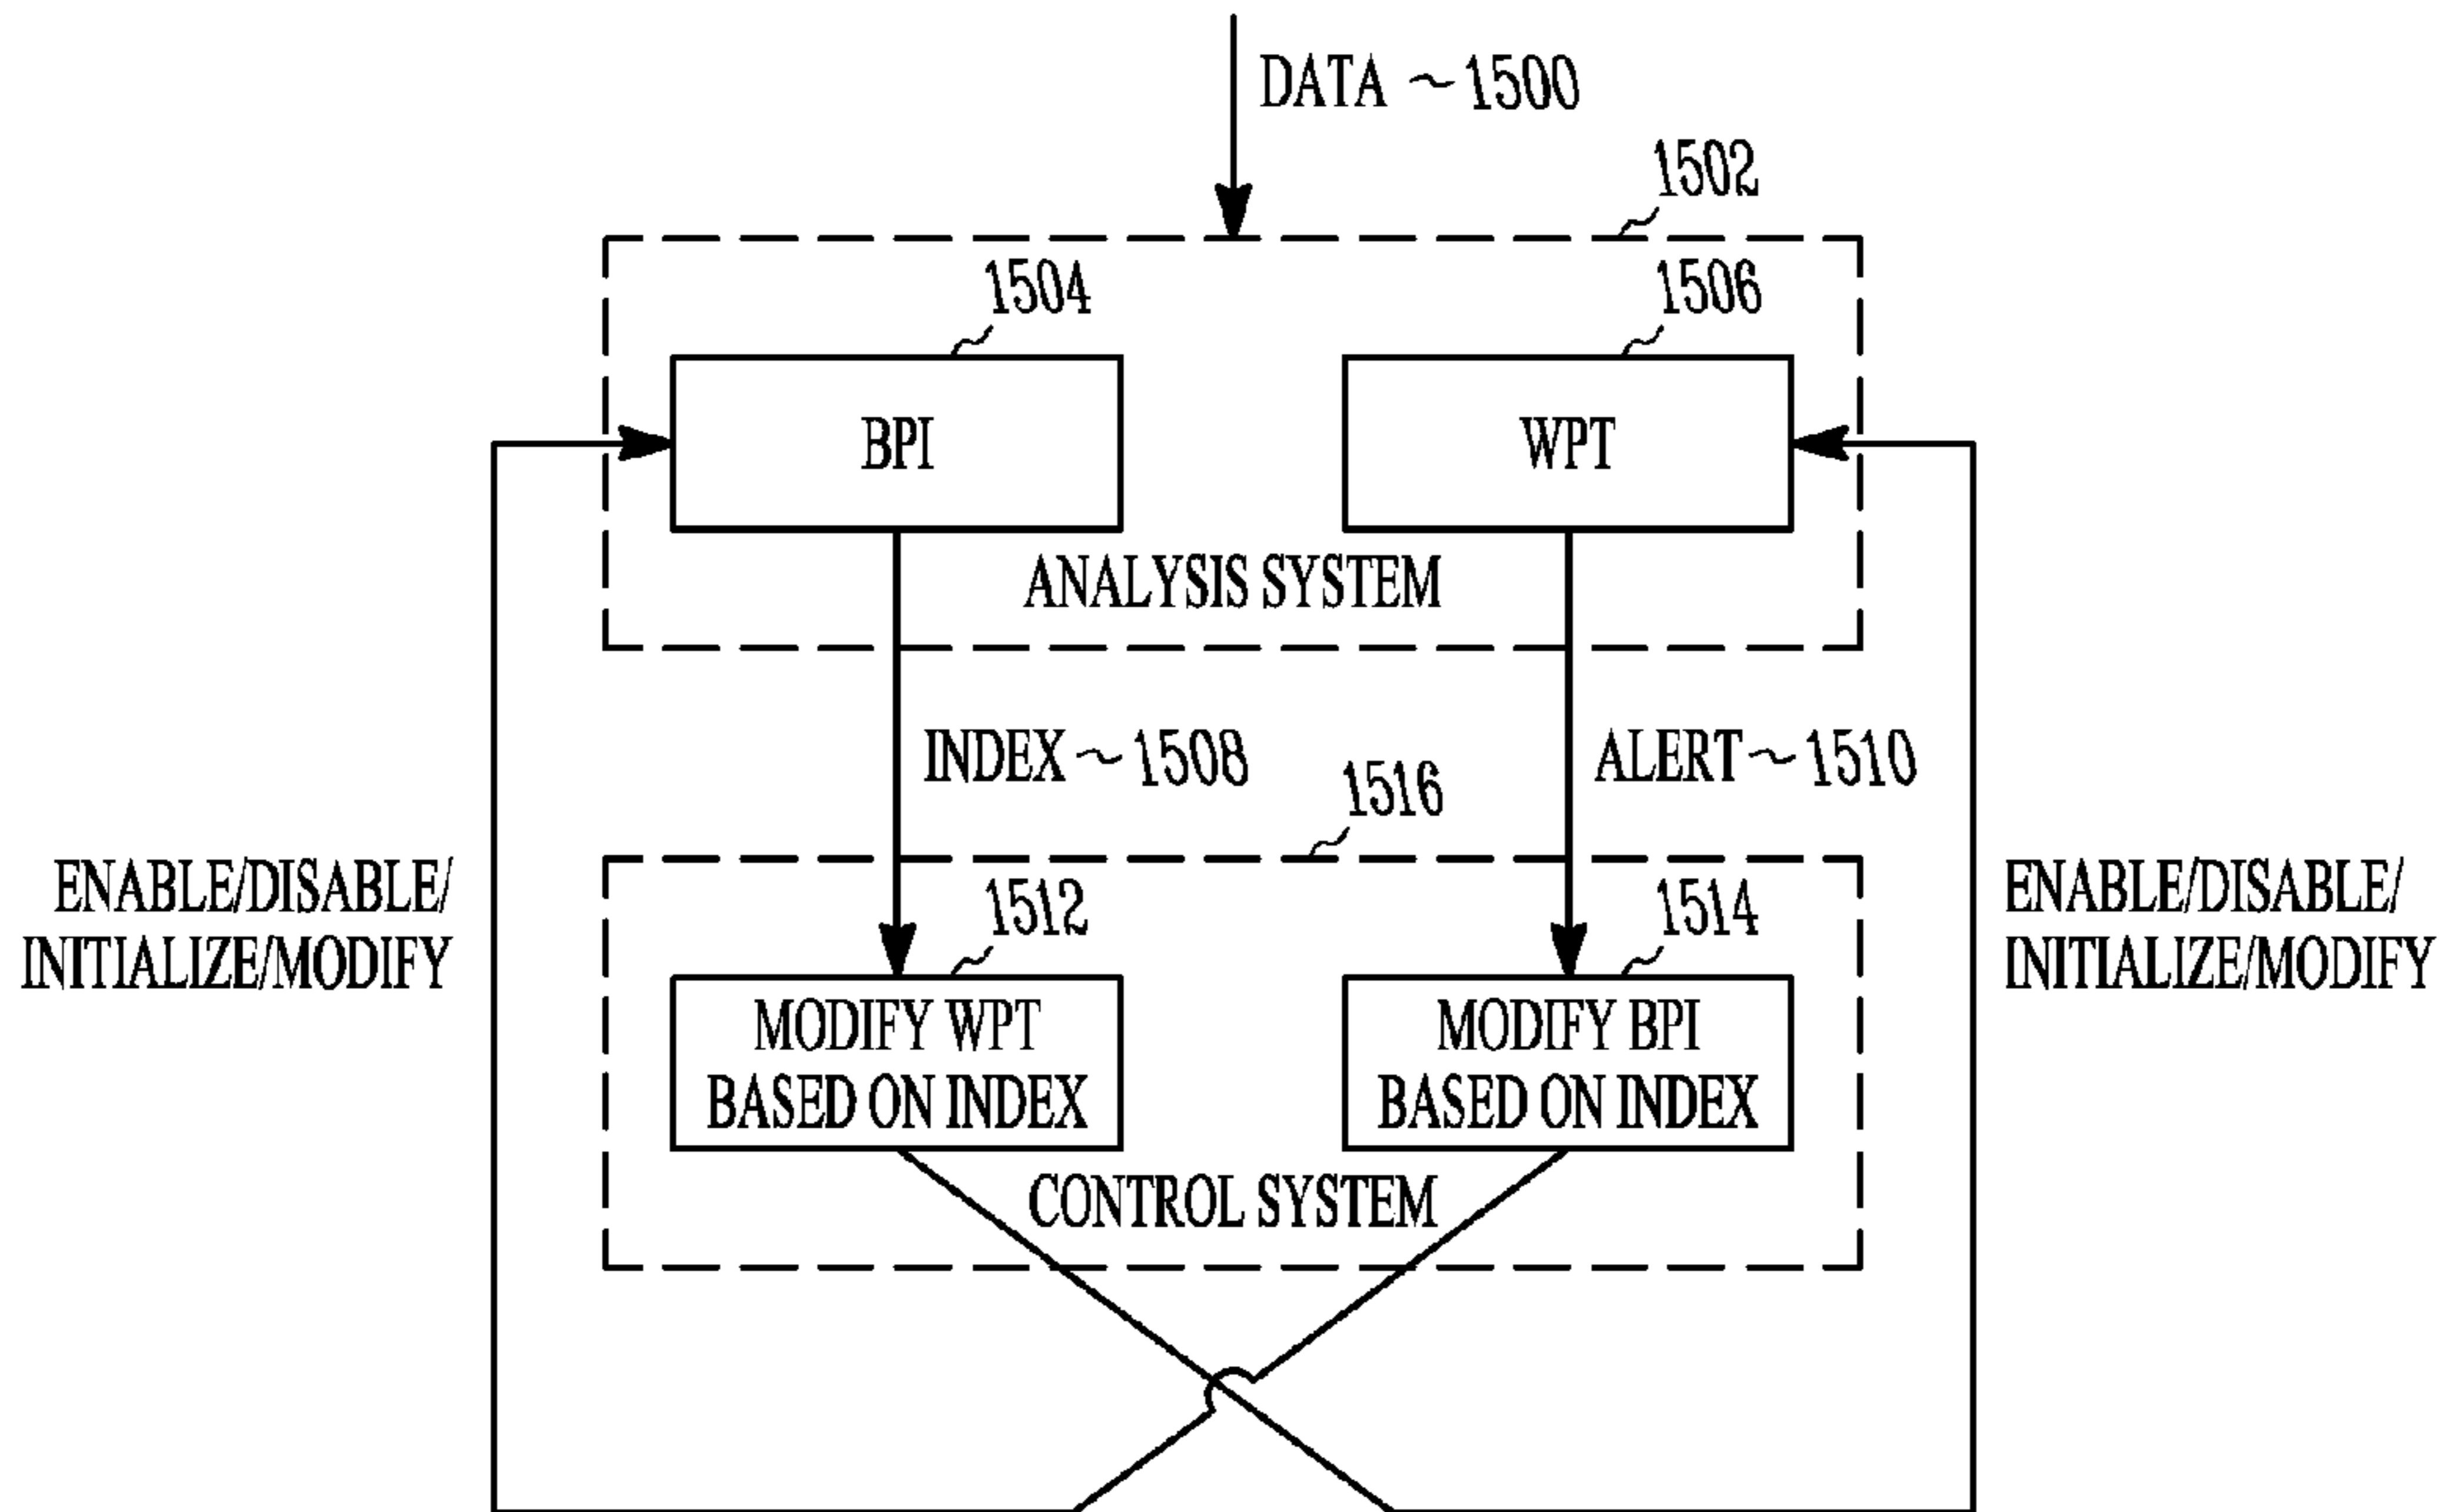 DATA ~ 1500
1502
1504
1506
BPI
WPT
ANALYSIS SYSTEM
INDEX ~ 1508
ALERT ~ 1510
1516
ENABLE/DISABLE/
INITIALIZE/MODIFY
1512
1514
ENABLE/DISABLE/
INITIALIZE/MODIFY
MODIFY WPT
BASED ON INDEX
MODIFY BPI
BASED ON INDEX
CONTROL SYSTEM